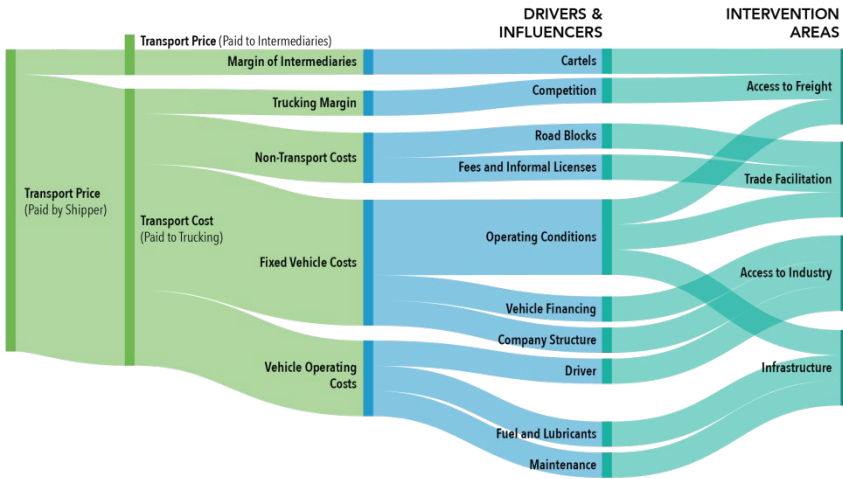 DRIVERS &
INFLUENCERS
INTERVENTION
AREAS
Transport Price (Paid to Intermediaries)
Margin of Intermediaries
Cartels
Trucking Margin
Competition
Access to Freight
Road Blocks
Non-Transport Costs
Fees and Informal Licenses
Trade Facilitation
Transport Price
(Paid by Shipper)
Transport Cost
(Paid to Trucking)
Operating Conditions
Fixed Vehicle Costs
Access to Industry
Vehicle Financing
Company Structure
Vehicle Operating
Costs
Driver
Infrastructure
Fuel and Lubricants
Maintenance